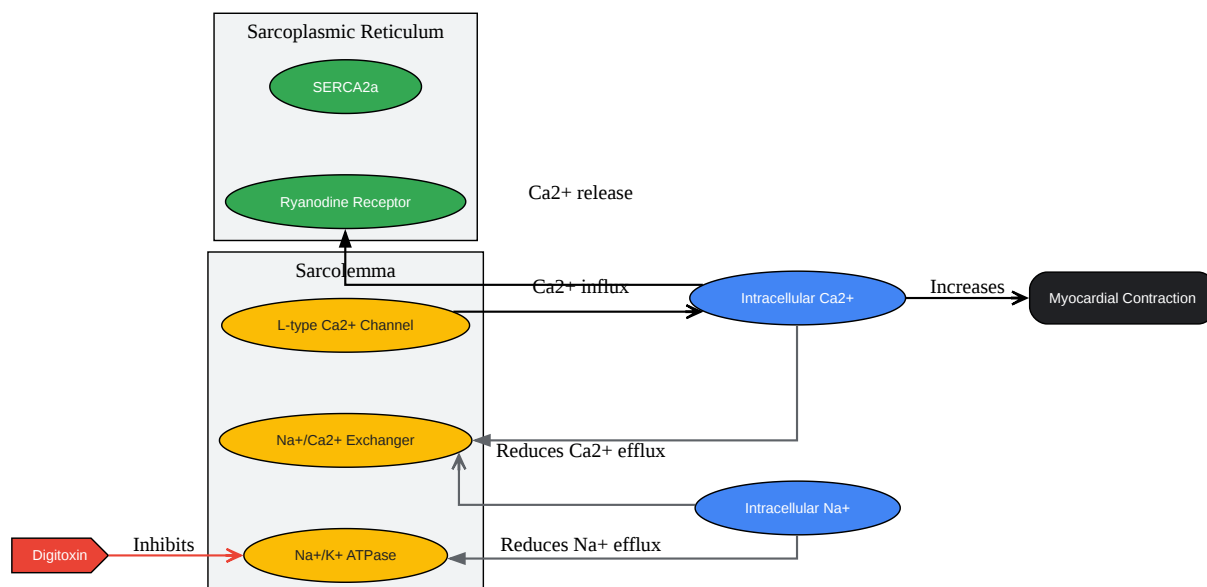 Sarcoplasmic Reticulum
SERCA2a
Ryanodine Receptor
Ca2+ release
Sarcolemma
Ca2+ influx
Intracellular Ca2+
Increases
Myocardial Contraction
L-type Ca2+ Channel
Na+/Ca2+ Exchanger
Reduces Ca2+ efflux
Intracellular Na+
Digitoxin
Inhibits
Na+/K+ ATPase
Reduces Na+ efflux